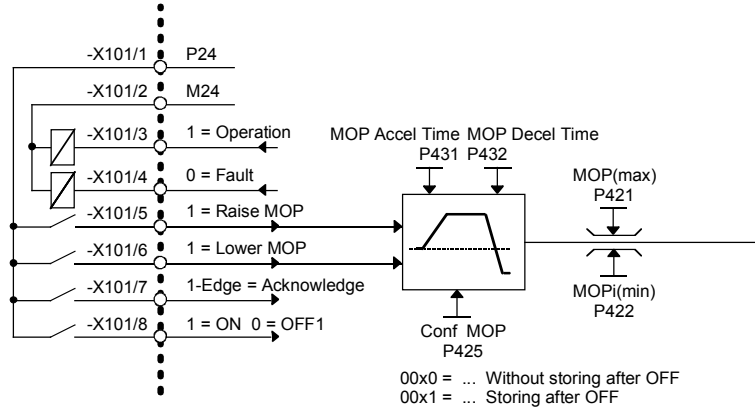 -X101/1 P24
-X101/2 M24
-X101/3 1 = Operation
-X101/4 0 = Fault
-X101/5 1 = Raise MOP
-X101/6 1 = Lower MOP
-X101/7 1-Edge = Acknowledge
-X101/8 1 = ON 0 = OFF1
MOP Accel Time MOP Decel Time
P431 P432
MOP(max)
P421
MOPi(min)
P422
Conf MOP
P425
00x0 = ... Without storing after OFF
00x1 = ... Storing after OFF